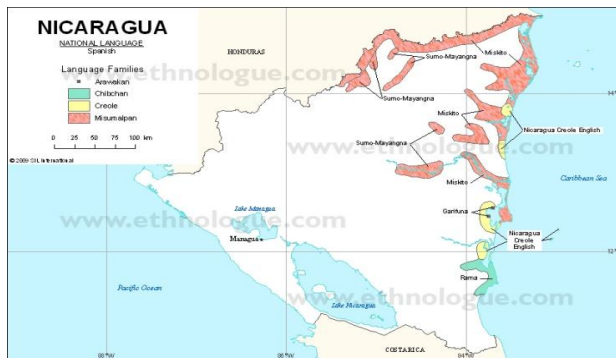 NICARAGUA
NATIONAL LANGUAGE
Spanish
Language Families
Arawakan
Chibchan
Creole
Misumalpan
0 25 50 75 100
km
© 2009 SIL International
HONDURAS
Miskito
Sumo-Mayangna
Sumo-Mayangna
14°
www.ethnologue.com
Miskito
Nicaragua Creole English
Sumo-Mayangna
Caribbean Sea
Miskito
www.ethnologue.com
Lake Managua
Garifuna
Managua
Nicaragua
Creole
English
12°
Rama
Pacific Ocean
www.ethnologue.com
Lake Nicaragua
COSTA RICA
84°W